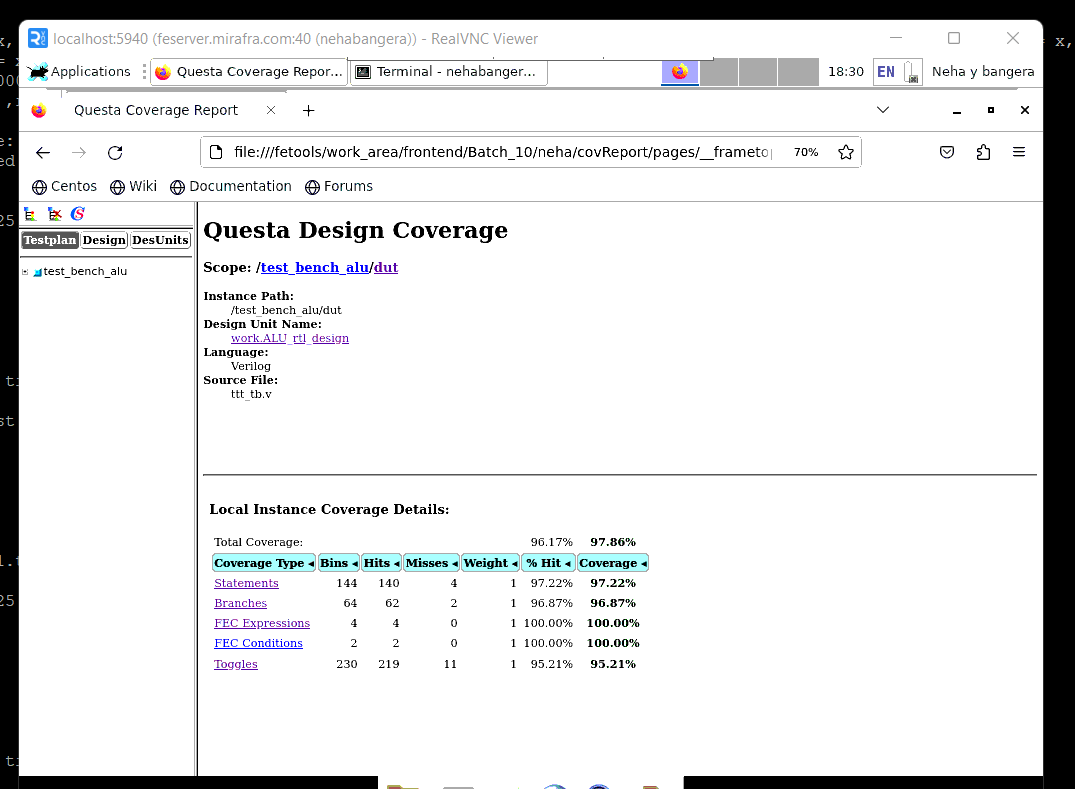 localhost:5940 (feserver.mirafra.com:40 (nehabangera)) - RealVNC Viewer
Applications
Questa Coverage Repor...
Terminal - nehabanger...
18:30
EN
Neha y bangera
Questa Coverage Report
file:///fetools/work_area/frontend/Batch_10/neha/covReport/pages/__frameto
70%
Centos Wiki Documentation Forums
Testplan Design DesUnits
test_bench_alu
Questa Design Coverage
Scope: /test_bench_alu/dut
Instance Path:
/test_bench_alu/dut
Design Unit Name:
work.ALU_rtl_design
Language:
Verilog
Source File:
ttt_tb.v
Local Instance Coverage Details:
Total Coverage: 96.17% 97.86%
Coverage Type ◂ Bins ◂ Hits ◂ Misses ◂ Weight ◂ % Hit ◂ Coverage ◂
Statements 144 140 4 1 97.22% 97.22%
Branches 64 62 2 1 96.87% 96.87%
FEC Expressions 4 4 0 1 100.00% 100.00%
FEC Conditions 2 2 0 1 100.00% 100.00%
Toggles 230 219 11 1 95.21% 95.21%